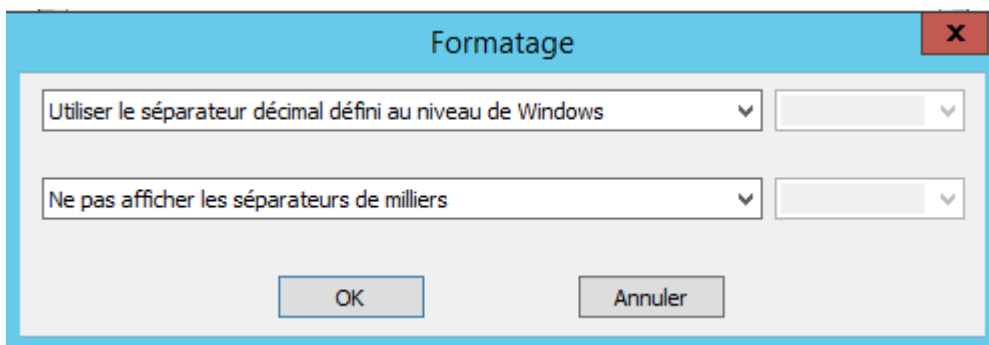 Formatage
x
Utiliser le séparateur décimal défini au niveau de Windows
Ne pas afficher les séparateurs de milliers
OK
Annuler